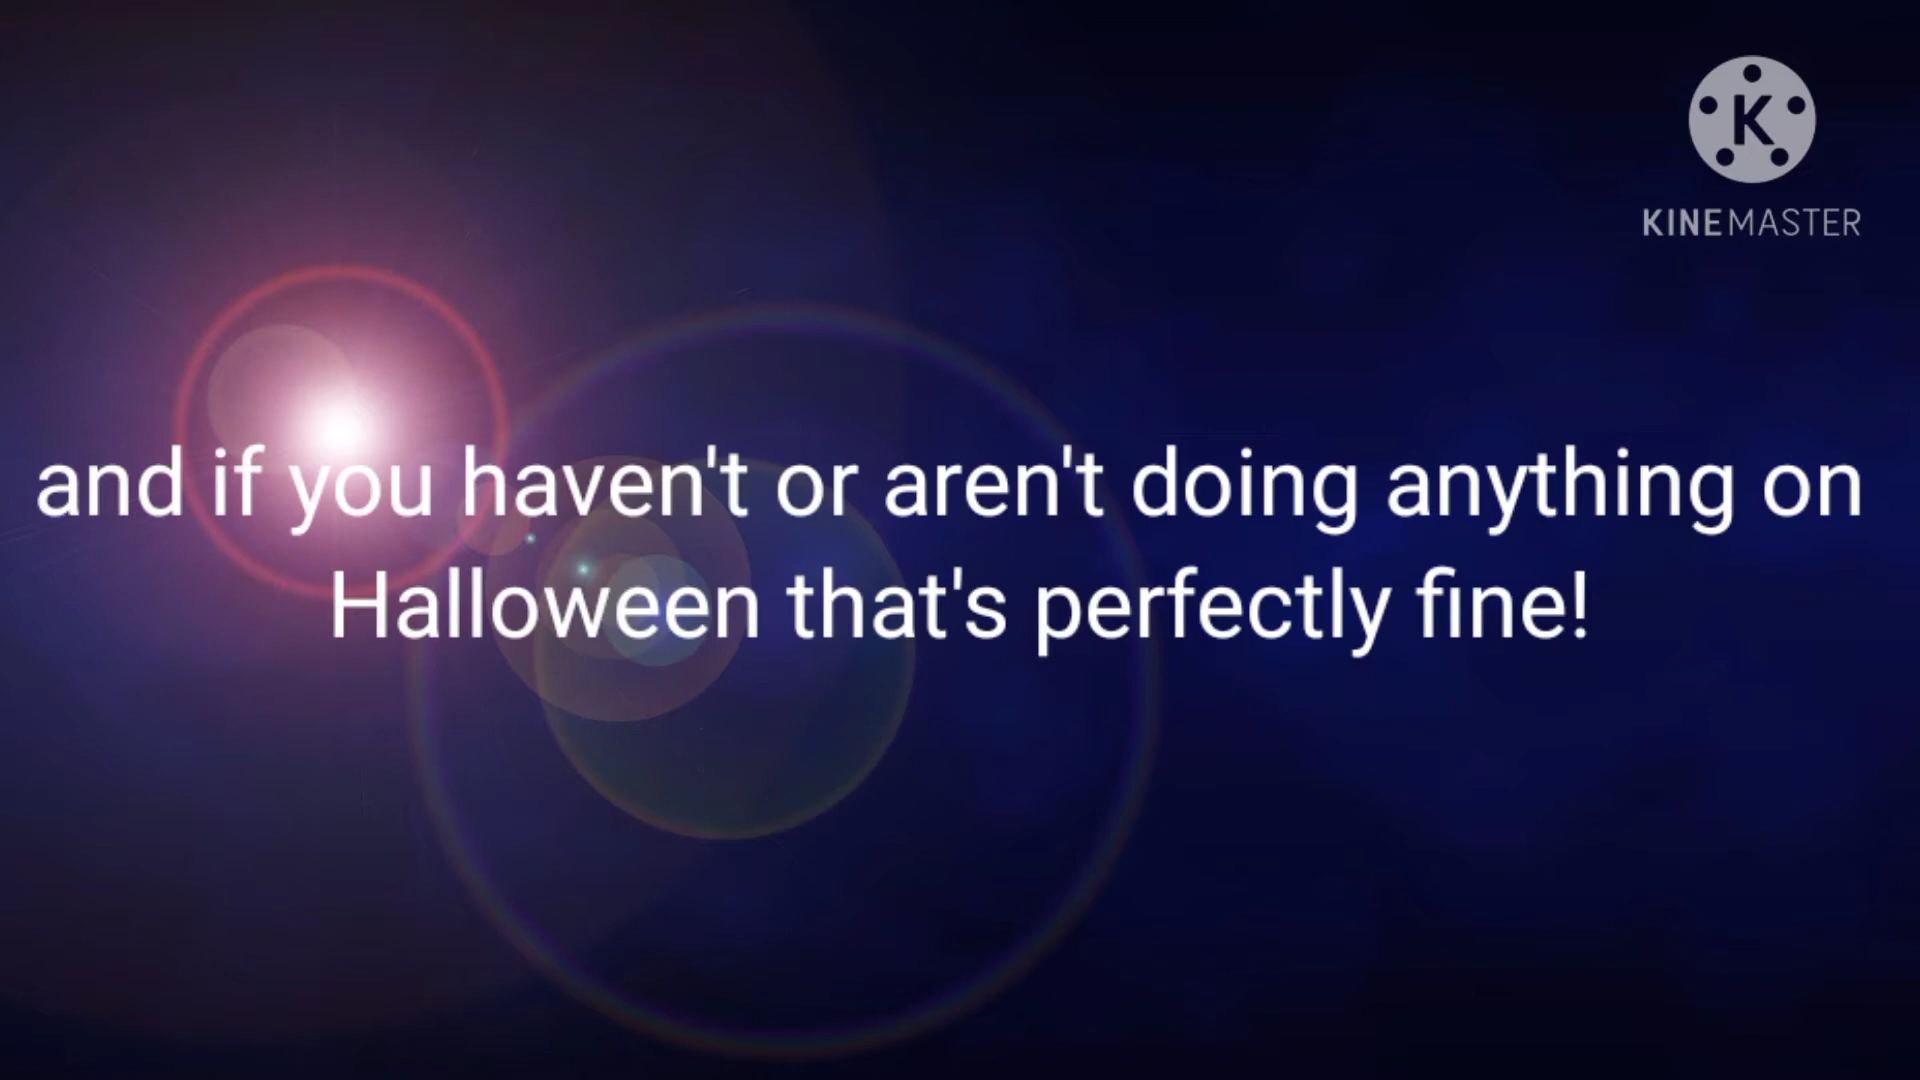 K
KINEMASTER
and if you haven't or aren't doing anything on
Halloween that's perfectly fine!